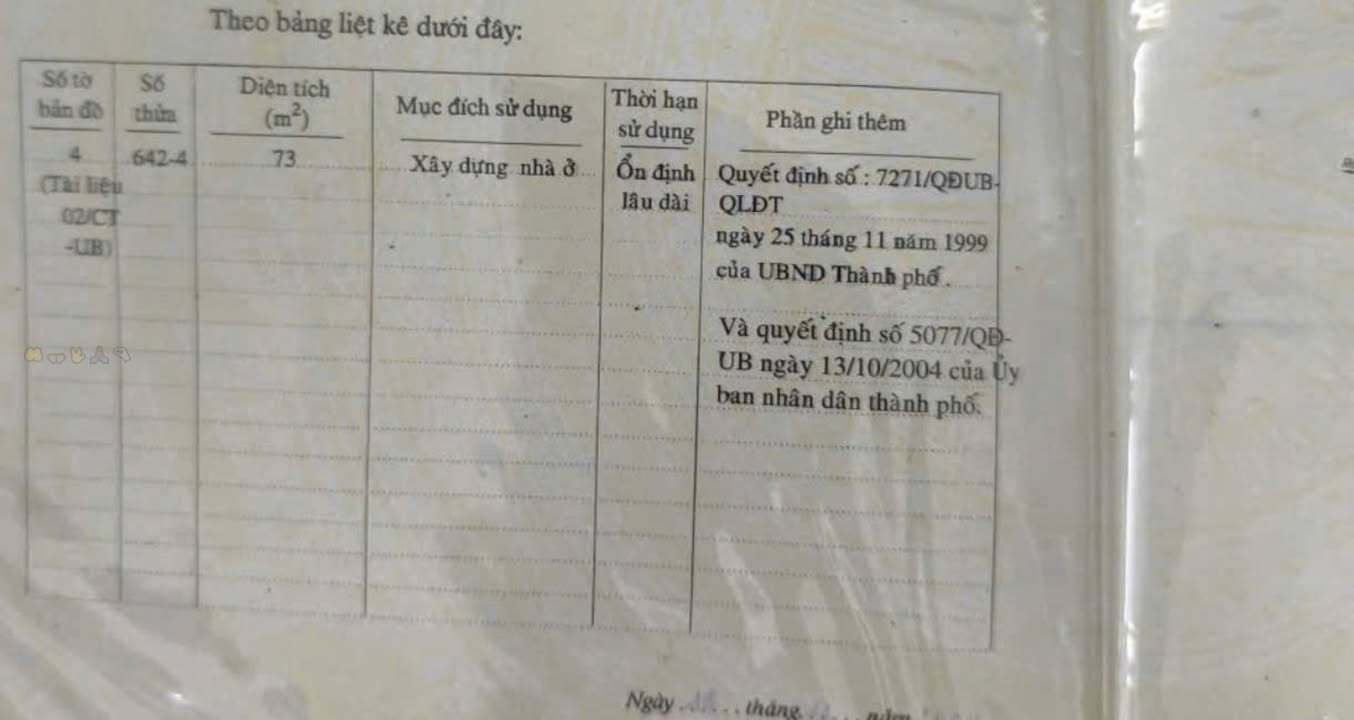 Theo bảng liệt kê dưới đây:
Số tờ bản đồ
Số thửa
Diện tích (m²)
Mục đích sử dụng
Thời hạn sử dụng
Phần ghi thêm
4
(Tài liệu
02/CT
-UB)
642-4
73
Xây dựng nhà ở
Ổn định
lâu dài
Quyết định số : 7271/QĐUB-
QLĐT
ngày 25 tháng 11 năm 1999
của UBND Thành phố .
Và quyết định số 5077/QĐ-
UB ngày 13/10/2004 của Ủy
ban nhân dân thành phố.
Ngày tháng năm